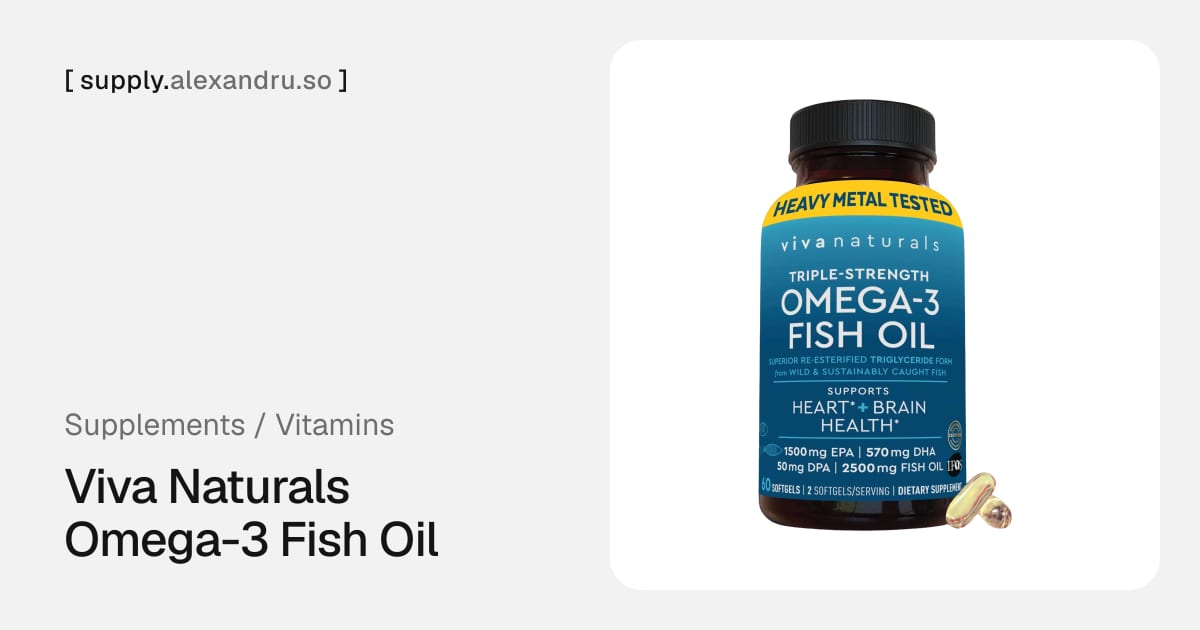 [ supply.alexandru.so ]
Supplements / Vitamins
Viva Naturals
Omega-3 Fish Oil
HEAVY METAL TESTED
vivanaturals
TRIPLE-STRENGTH
OMEGA-3
FISH OIL
SUPERIOR RE-ESTERIFIED TRIGLYCERIDE FORM
from WILD & SUSTAINABLY CAUGHT FISH
SUPPORTS
HEART* + BRAIN
HEALTH*
1500mg EPA | 570mg DHA
50mg DPA | 2500mg FISH OIL
IFOS
60 SOFTGELS | 2 SOFTGELS/SERVING | DIETARY SUPPLEMENT